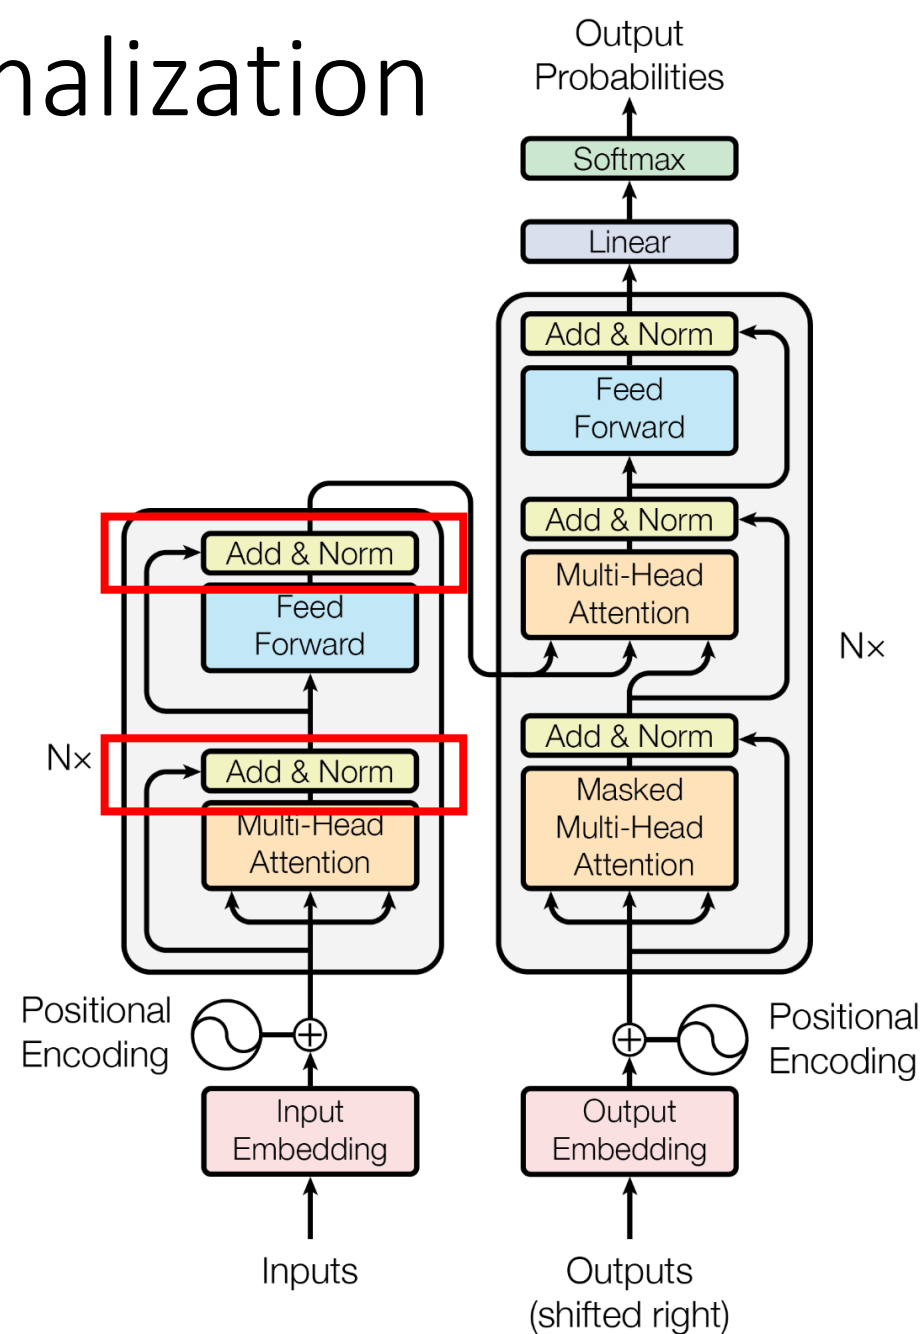 nalization
Output
Probabilities
Softmax
Linear
Add & Norm
Feed
Forward
Add & Norm
Multi-Head
Attention
N×
Add & Norm
Masked
Multi-Head
Attention
Add & Norm
Feed
Forward
N×
Add & Norm
Multi-Head
Attention
Positional
Encoding
Positional
Encoding
Input
Embedding
Output
Embedding
Inputs
Outputs
(shifted right)